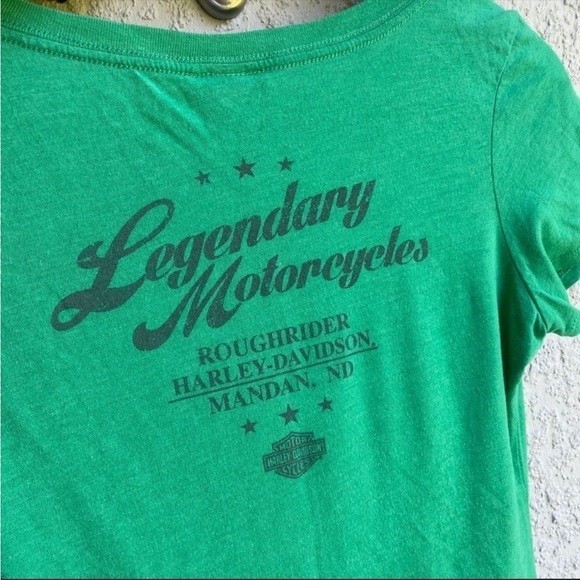 Legendary
Motorcycles
ROUGHRIDER
HARLEY-DAVIDSON,
MANDAN, ND
MOTOR
HARLEY-DAVIDSON
CYCLES